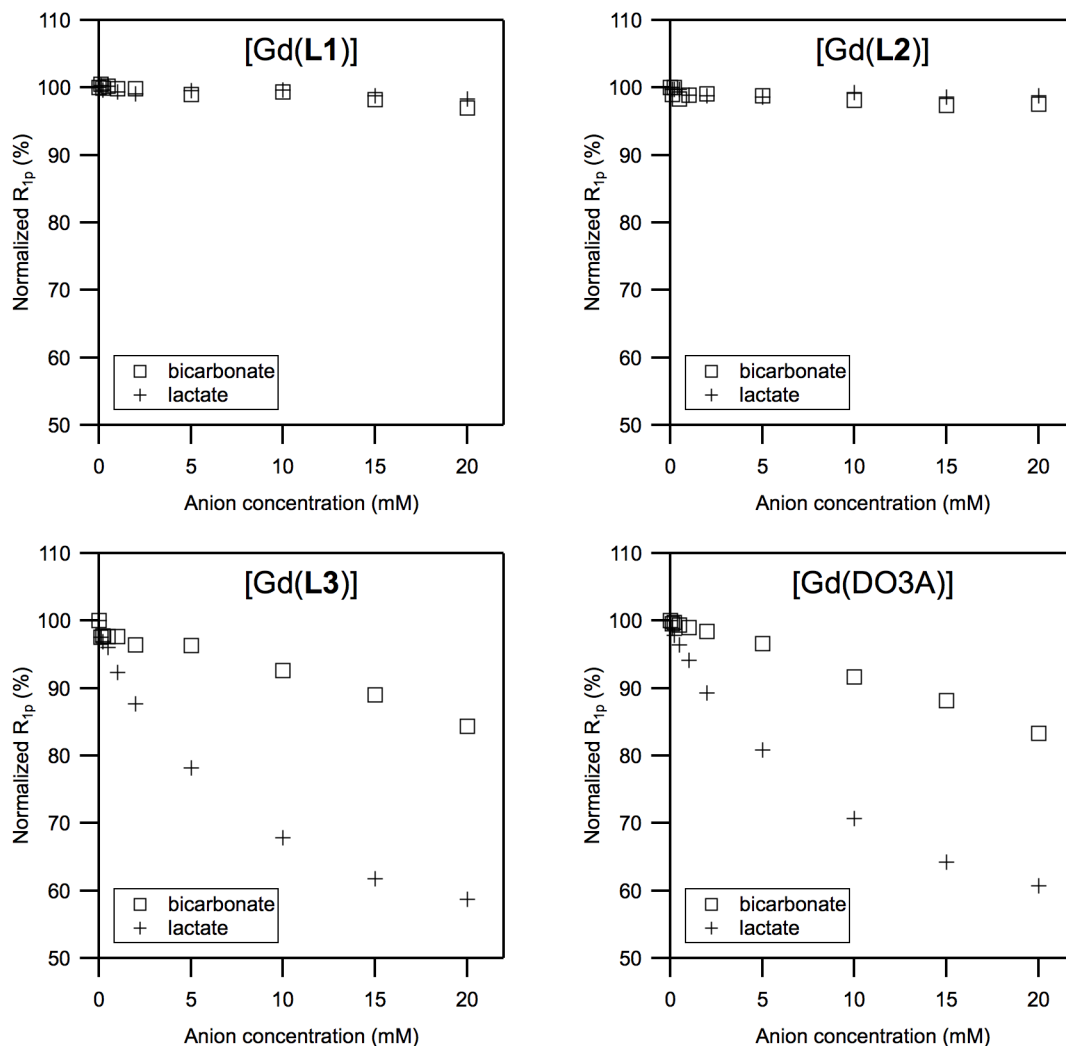 [Gd(L1)]
Normalized R1p (%)
110
100
90
80
70
60
50
bicarbonate
lactate
0 5 10 15 20
Anion concentration (mM)
[Gd(L2)]
Normalized R1p (%)
110
100
90
80
70
60
50
bicarbonate
lactate
0 5 10 15 20
Anion concentration (mM)
[Gd(L3)]
Normalized R1p (%)
110
100
90
80
70
60
50
bicarbonate
lactate
0 5 10 15 20
Anion concentration (mM)
[Gd(DO3A)]
Normalized R1p (%)
110
100
90
80
70
60
50
bicarbonate
lactate
0 5 10 15 20
Anion concentration (mM)